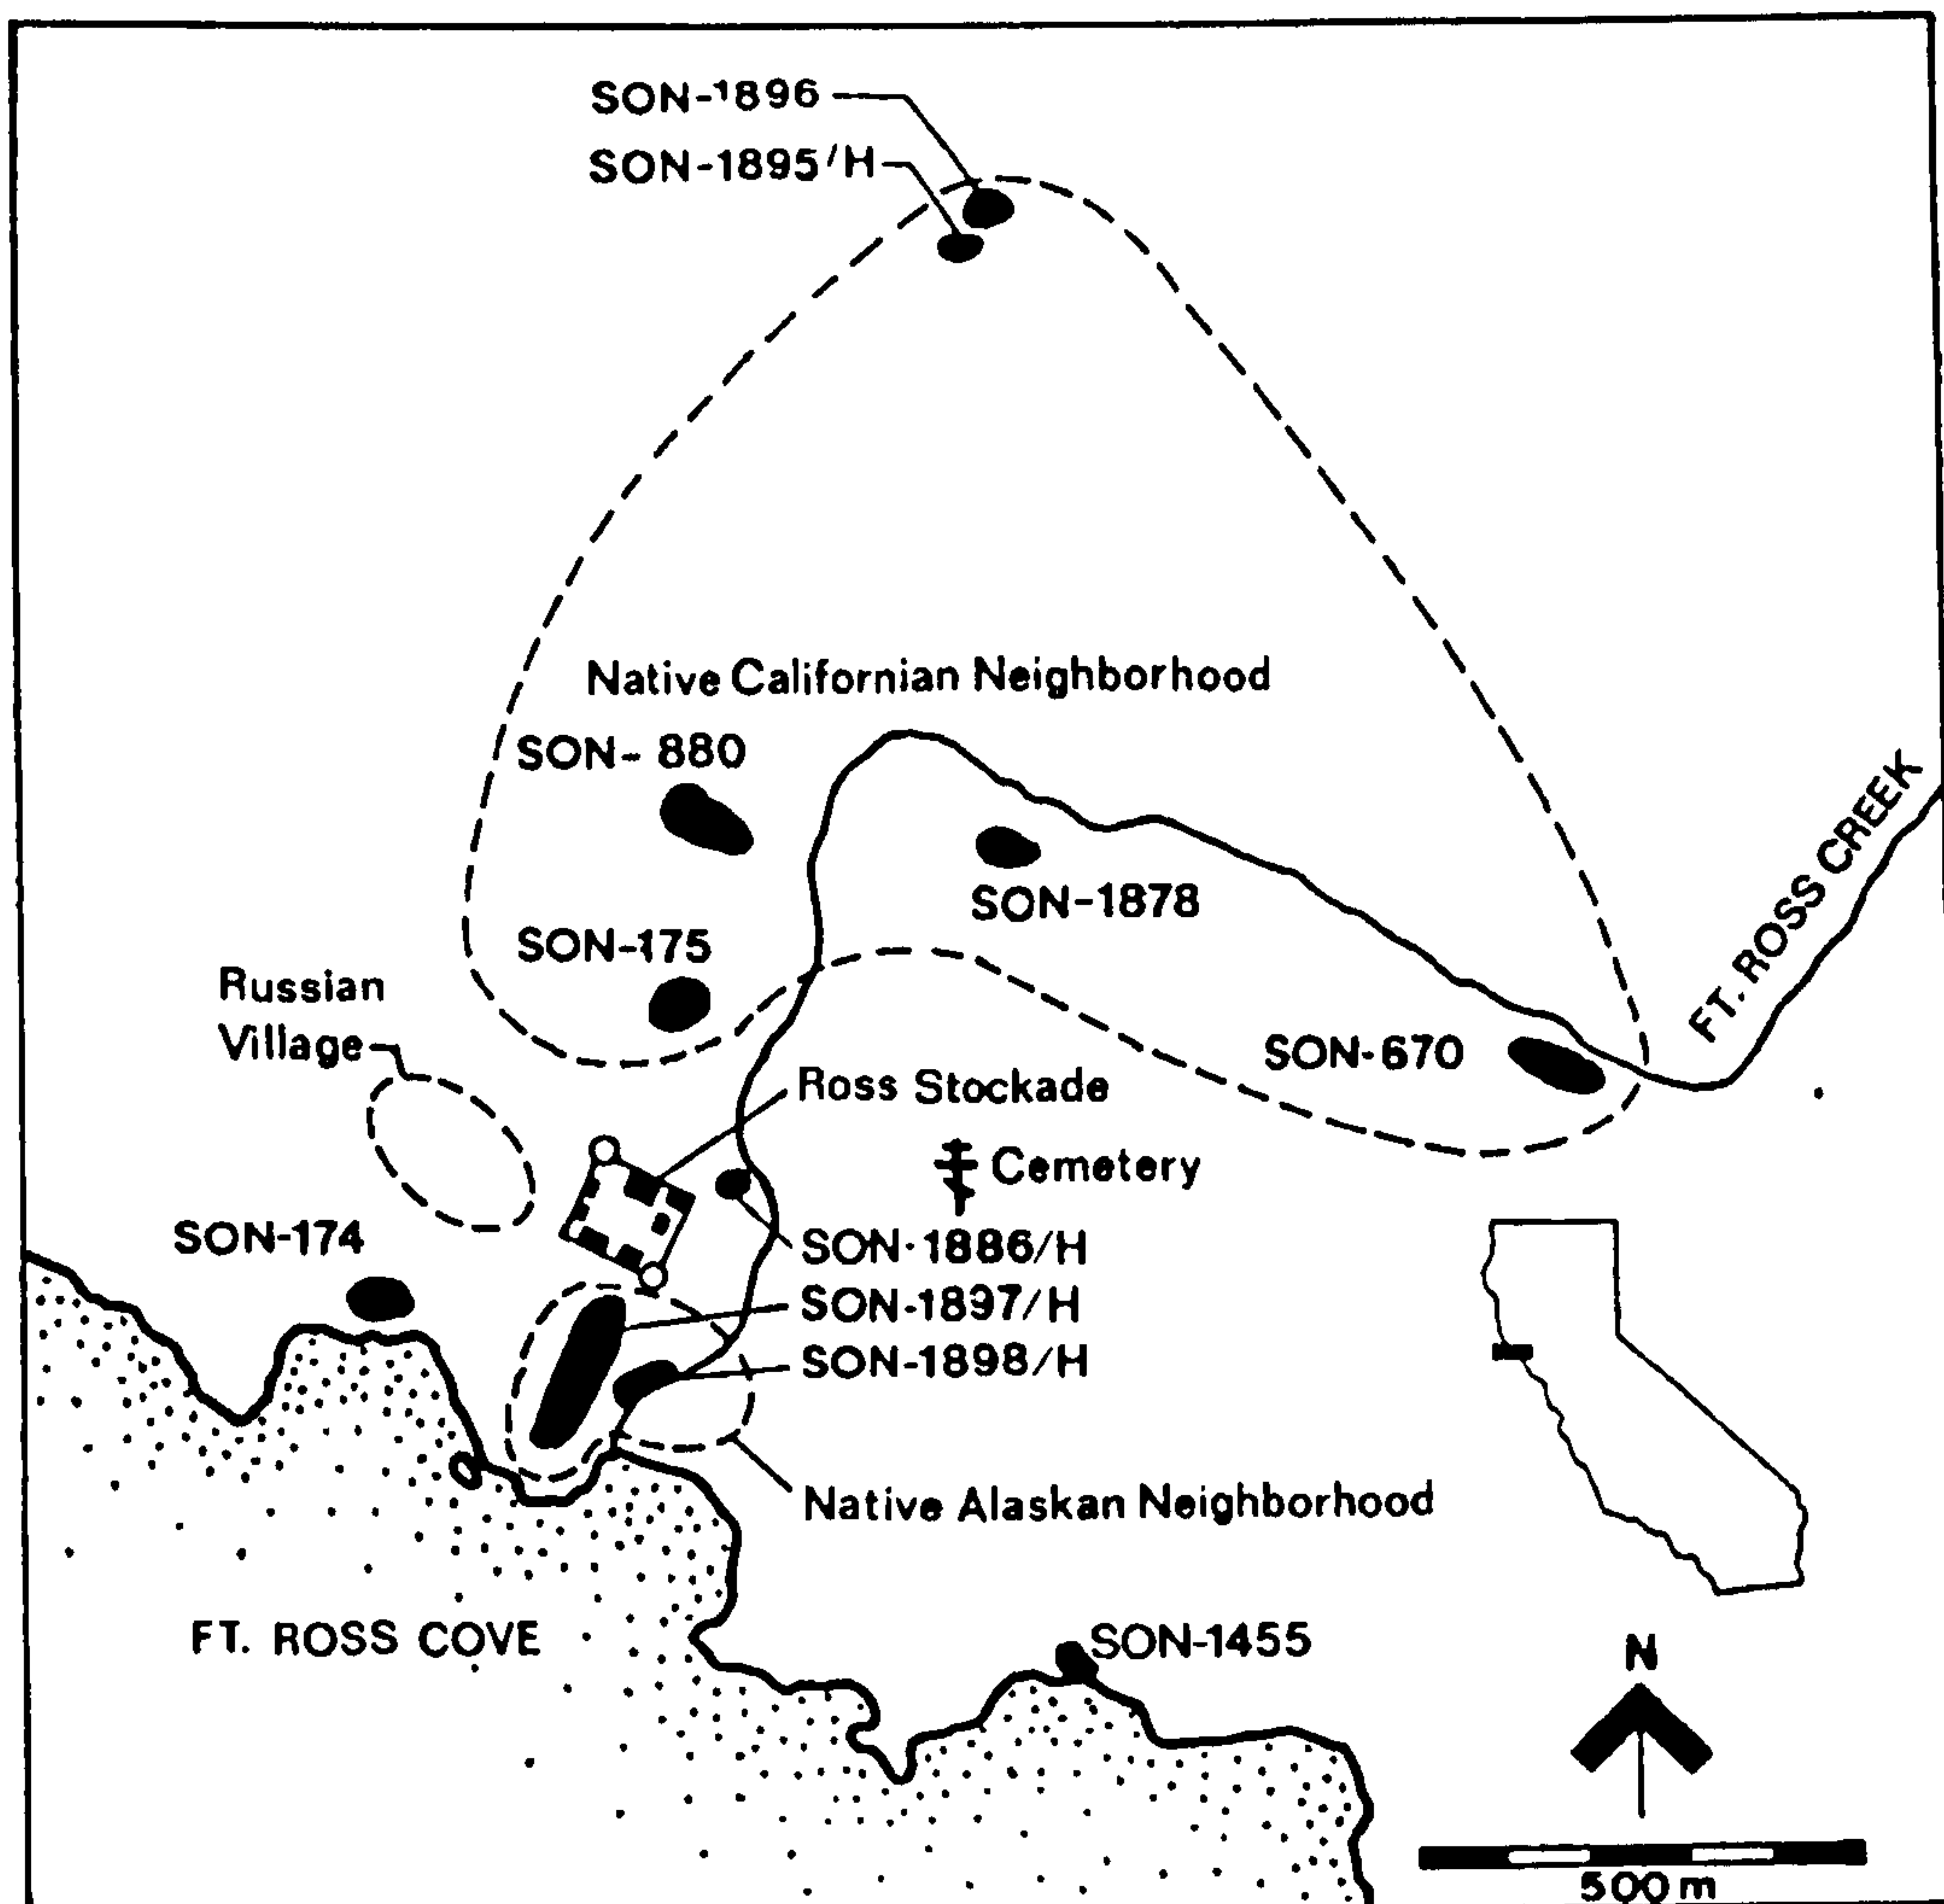 SON-1896
SON-1895/H
Native Californian Neighborhood
SON- 880
SON-1878
FT. ROSS CREEK
SON-175
Russian
Village
SON-670
Ross Stockade
Cemetery
SON-174
SON-1886/H
SON-1897/H
SON-1898/H
Native Alaskan Neighborhood
FT. ROSS COVE
SON-1455
N
500 m